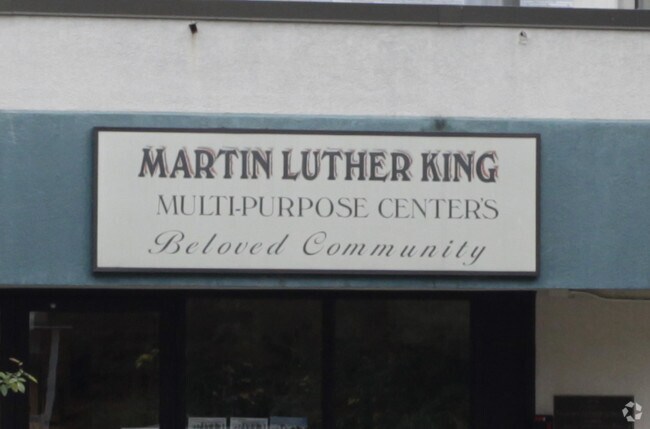 MARTIN LUTHER KING
MULTI-PURPOSE CENTER'S
Beloved Community